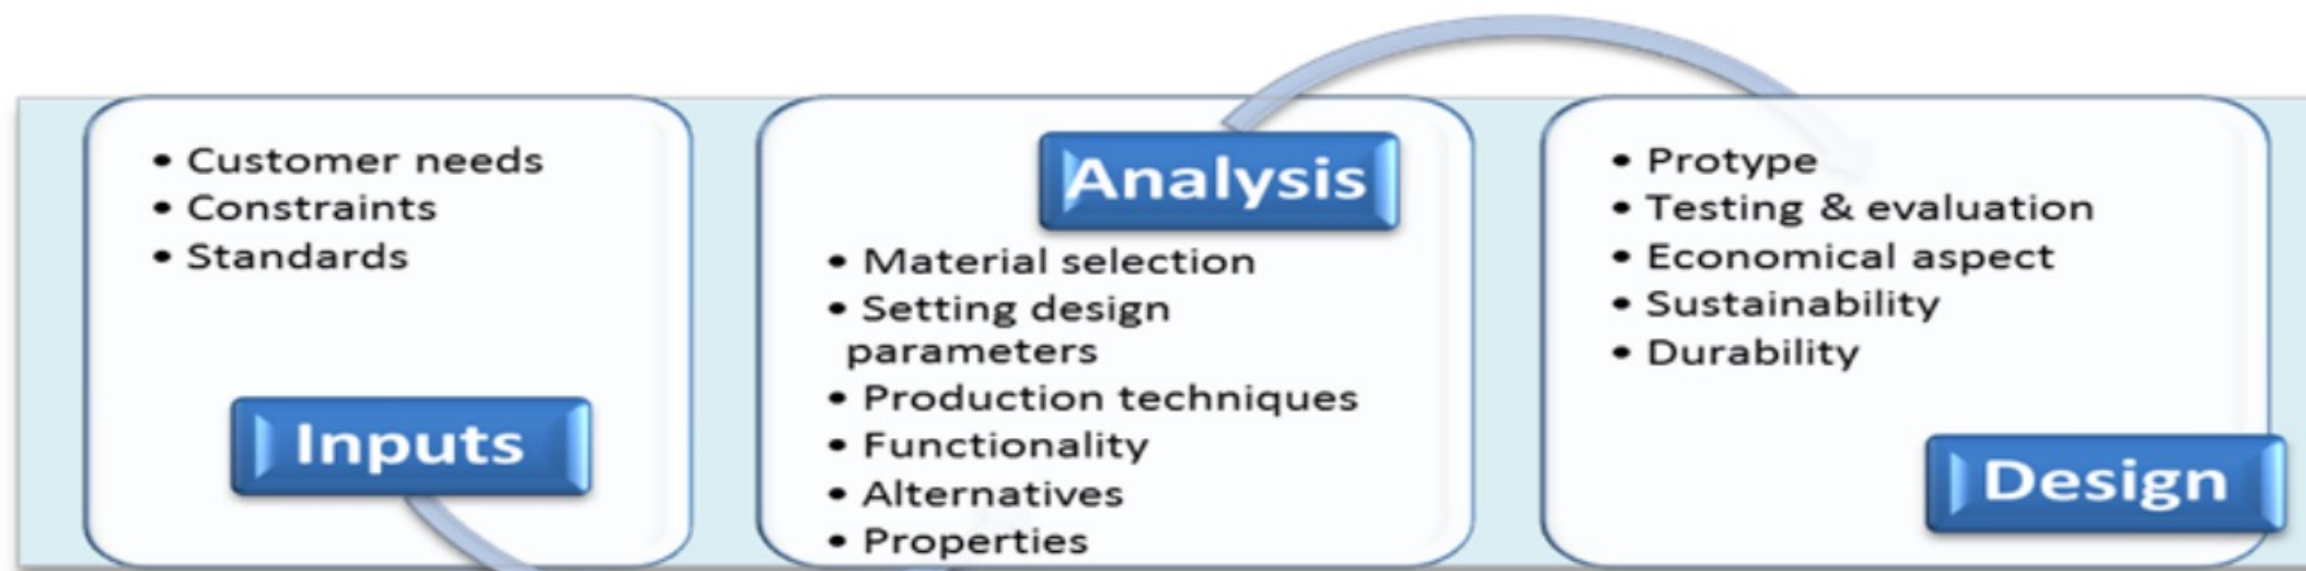 • Customer needs
• Constraints
• Standards
Inputs
Analysis
• Material selection
• Setting design
parameters
• Production techniques
• Functionality
• Alternatives
• Properties
• Protype
• Testing & evaluation
• Economical aspect
• Sustainability
• Durability
Design